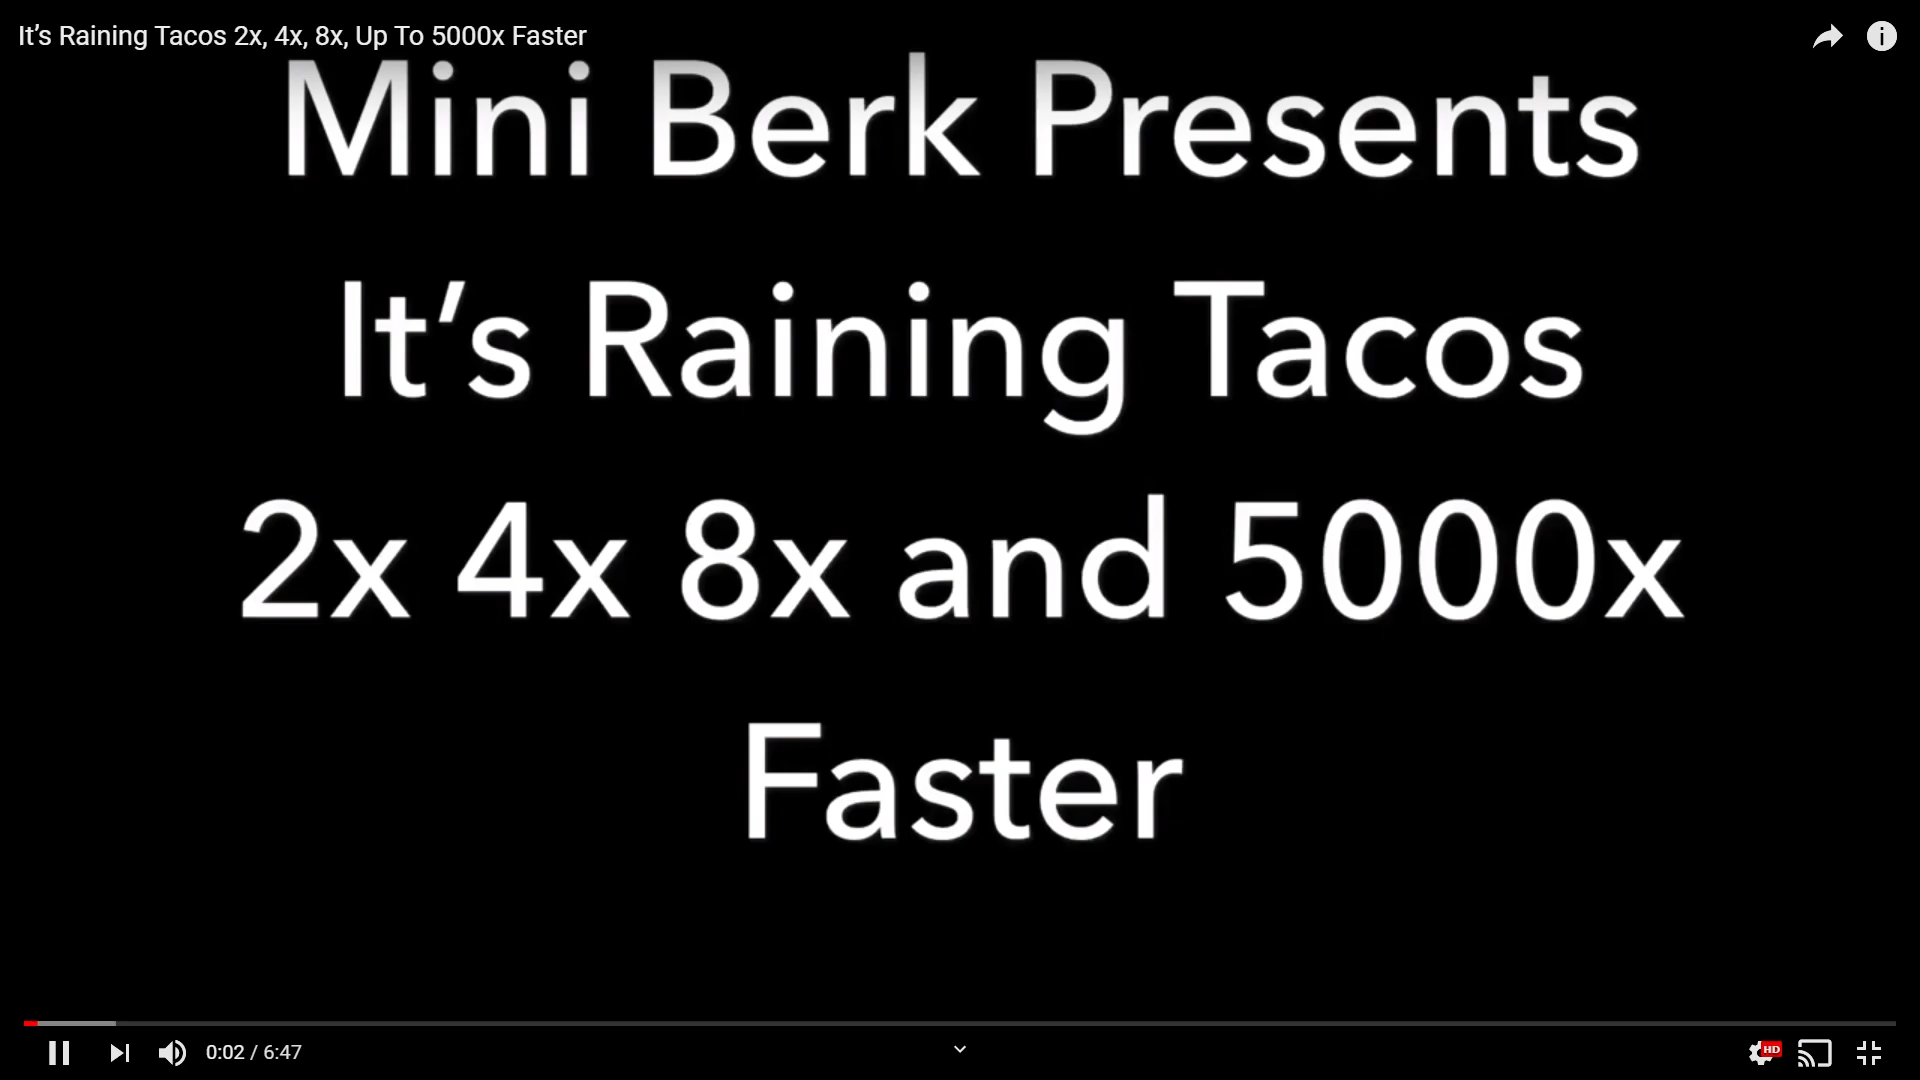 It’s Raining Tacos 2x, 4x, 8x, Up To 5000x Faster
Mini Berk Presents
It’s Raining Tacos
2x 4x 8x and 5000x
Faster
0:02 / 6:47
HD